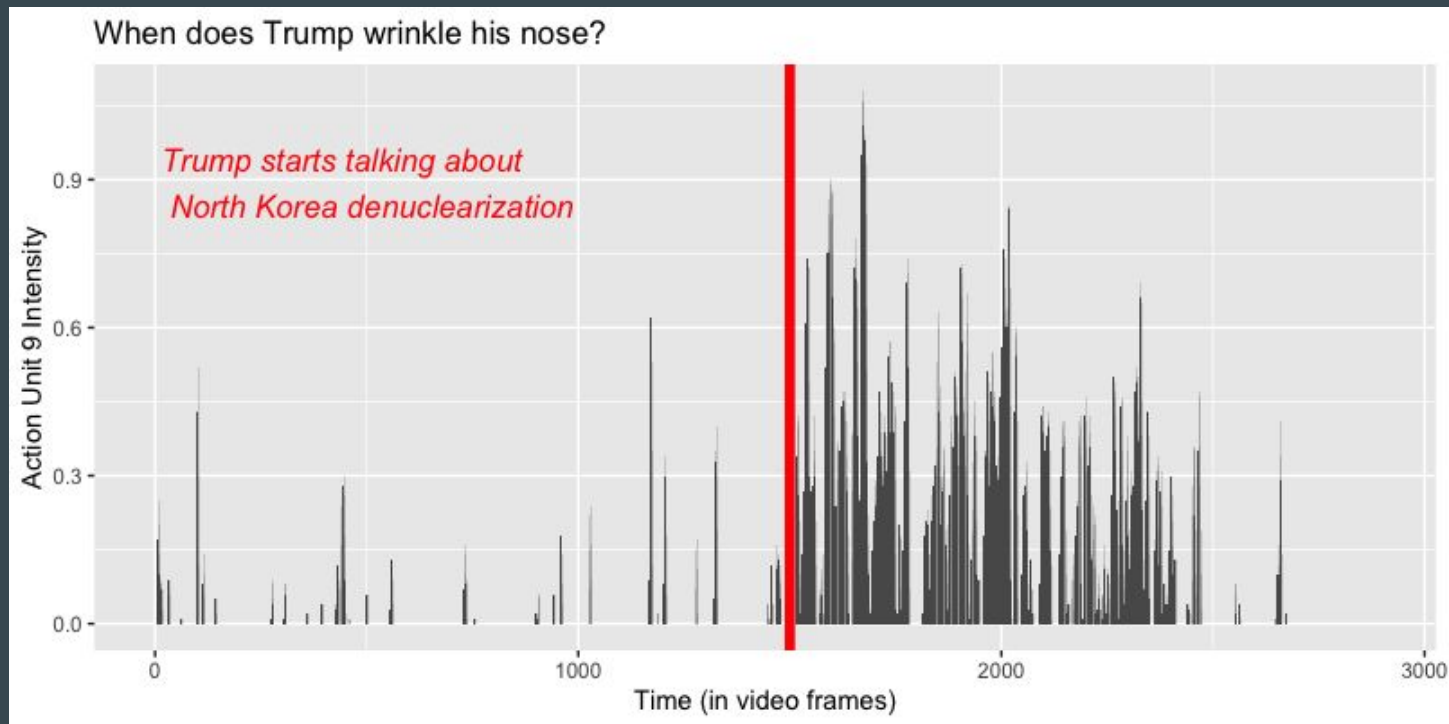 When does Trump wrinkle his nose?
Trump starts talking about
North Korea denuclearization
Action Unit 9 Intensity
0.9
0.6
0.3
0.0
0
1000
2000
3000
Time (in video frames)